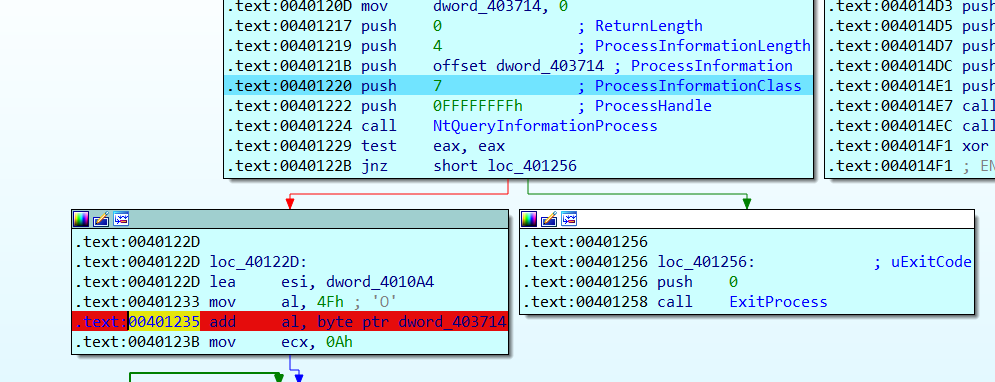 .text:0040120D mov     dword_403714, 0
.text:00401217 push    0               ; ReturnLength
.text:00401219 push    4               ; ProcessInformationLength
.text:0040121B push    offset dword_403714 ; ProcessInformation
.text:00401220 push    7               ; ProcessInformationClass
.text:00401222 push    0FFFFFFFFh      ; ProcessHandle
.text:00401224 call    NtQueryInformationProcess
.text:00401229 test    eax, eax
.text:0040122B jnz     short loc_401256
.text:004014D3 push
.text:004014D5 push
.text:004014D7 push
.text:004014DC push
.text:004014E1 push
.text:004014E7 call
.text:004014EC call
.text:004014F1 xor
.text:004014F1 ; EN
.text:0040122D
.text:0040122D loc_40122D:
.text:0040122D lea     esi, dword_4010A4
.text:00401233 mov     al, 4Fh ; 'O'
.text:00401235 add     al, byte ptr dword_403714
.text:0040123B mov     ecx, 0Ah
.text:00401256
.text:00401256 loc_401256:             ; uExitCode
.text:00401256 push    0
.text:00401258 call    ExitProcess